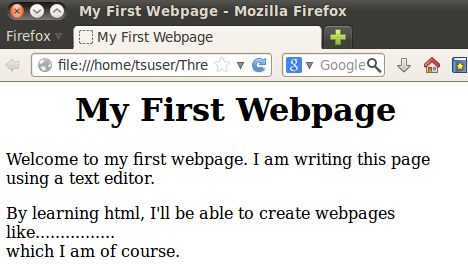 My First Webpage - Mozilla Firefox
Firefox
My First Webpage
file:///home/tsuser/Thre
8
Google
My First Webpage
Welcome to my first webpage. I am writing this page
using a text editor.
By learning html, I'll be able to create webpages
like................
which I am of course.